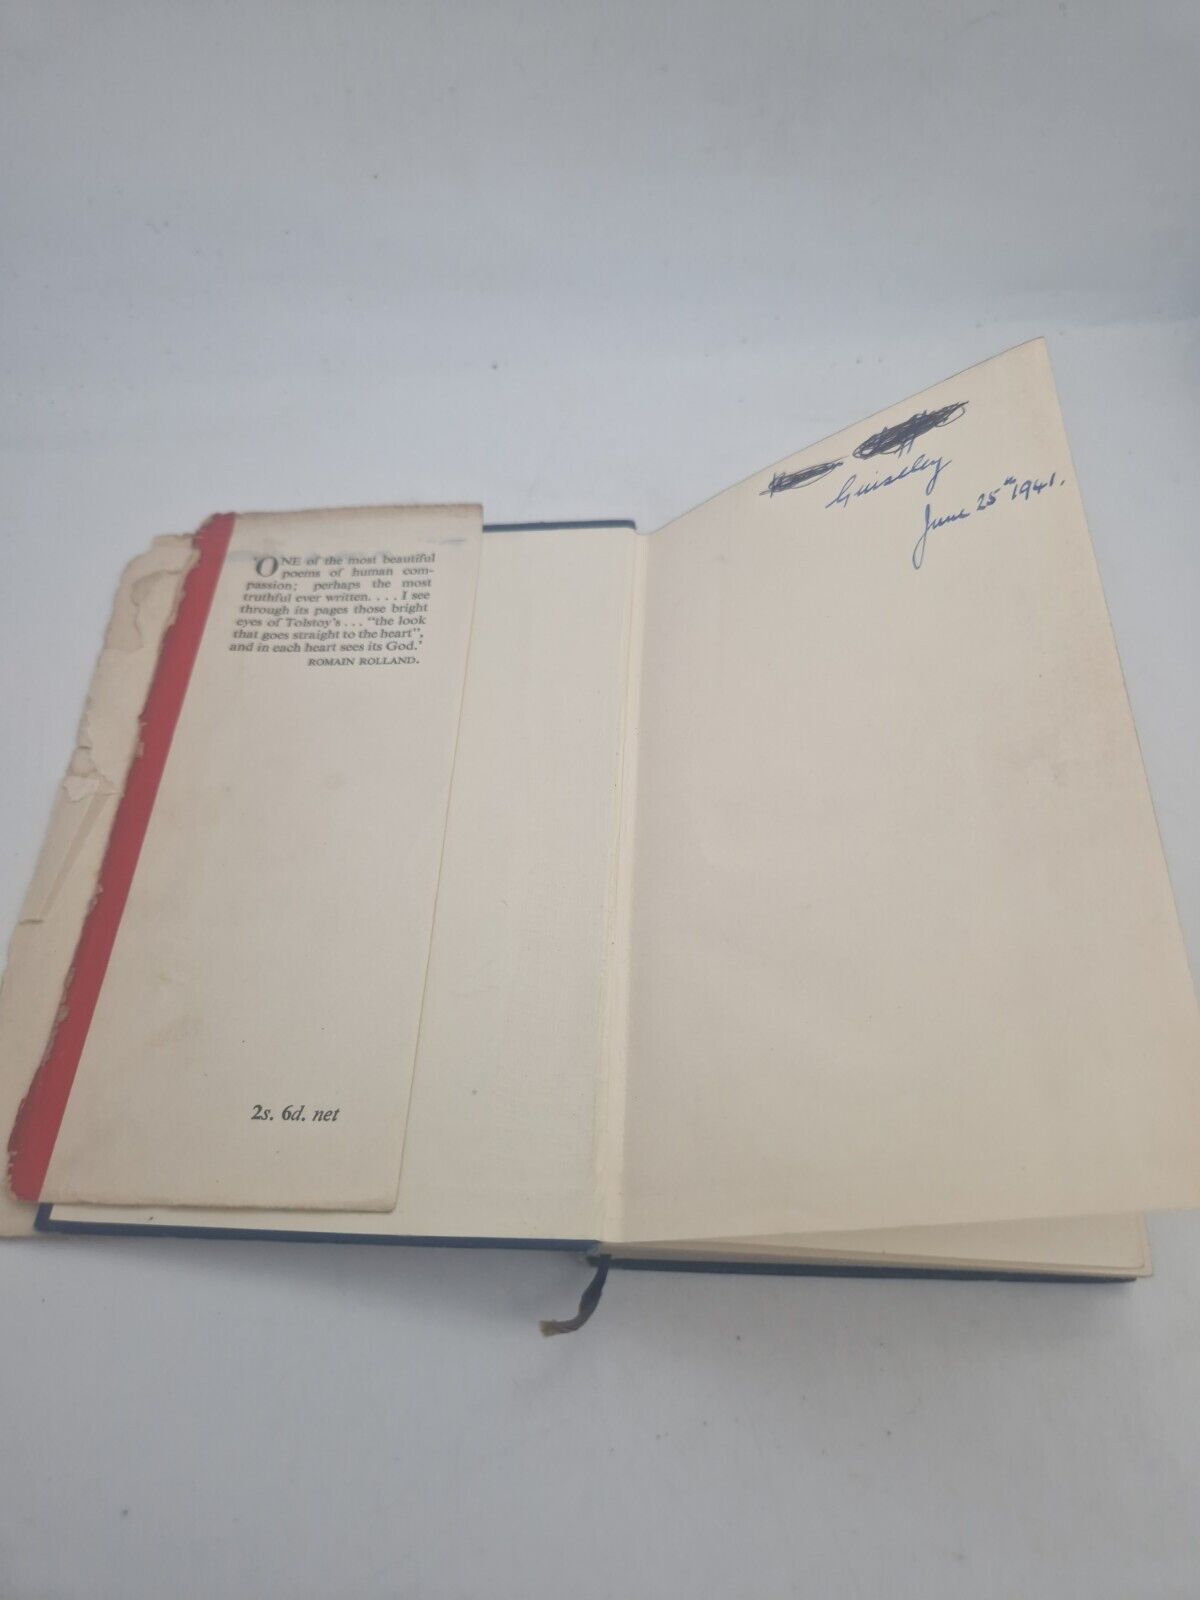 'ONE of the most beautiful
poems of human com-
passion; perhaps the most
truthful ever written. . . . I see
through its pages those bright
eyes of Tolstoy's . . . "the look
that goes straight to the heart",
and in each heart sees its God.'
ROMAIN ROLLAND.
2s. 6d. net
Guiseley
June 25th 1941.